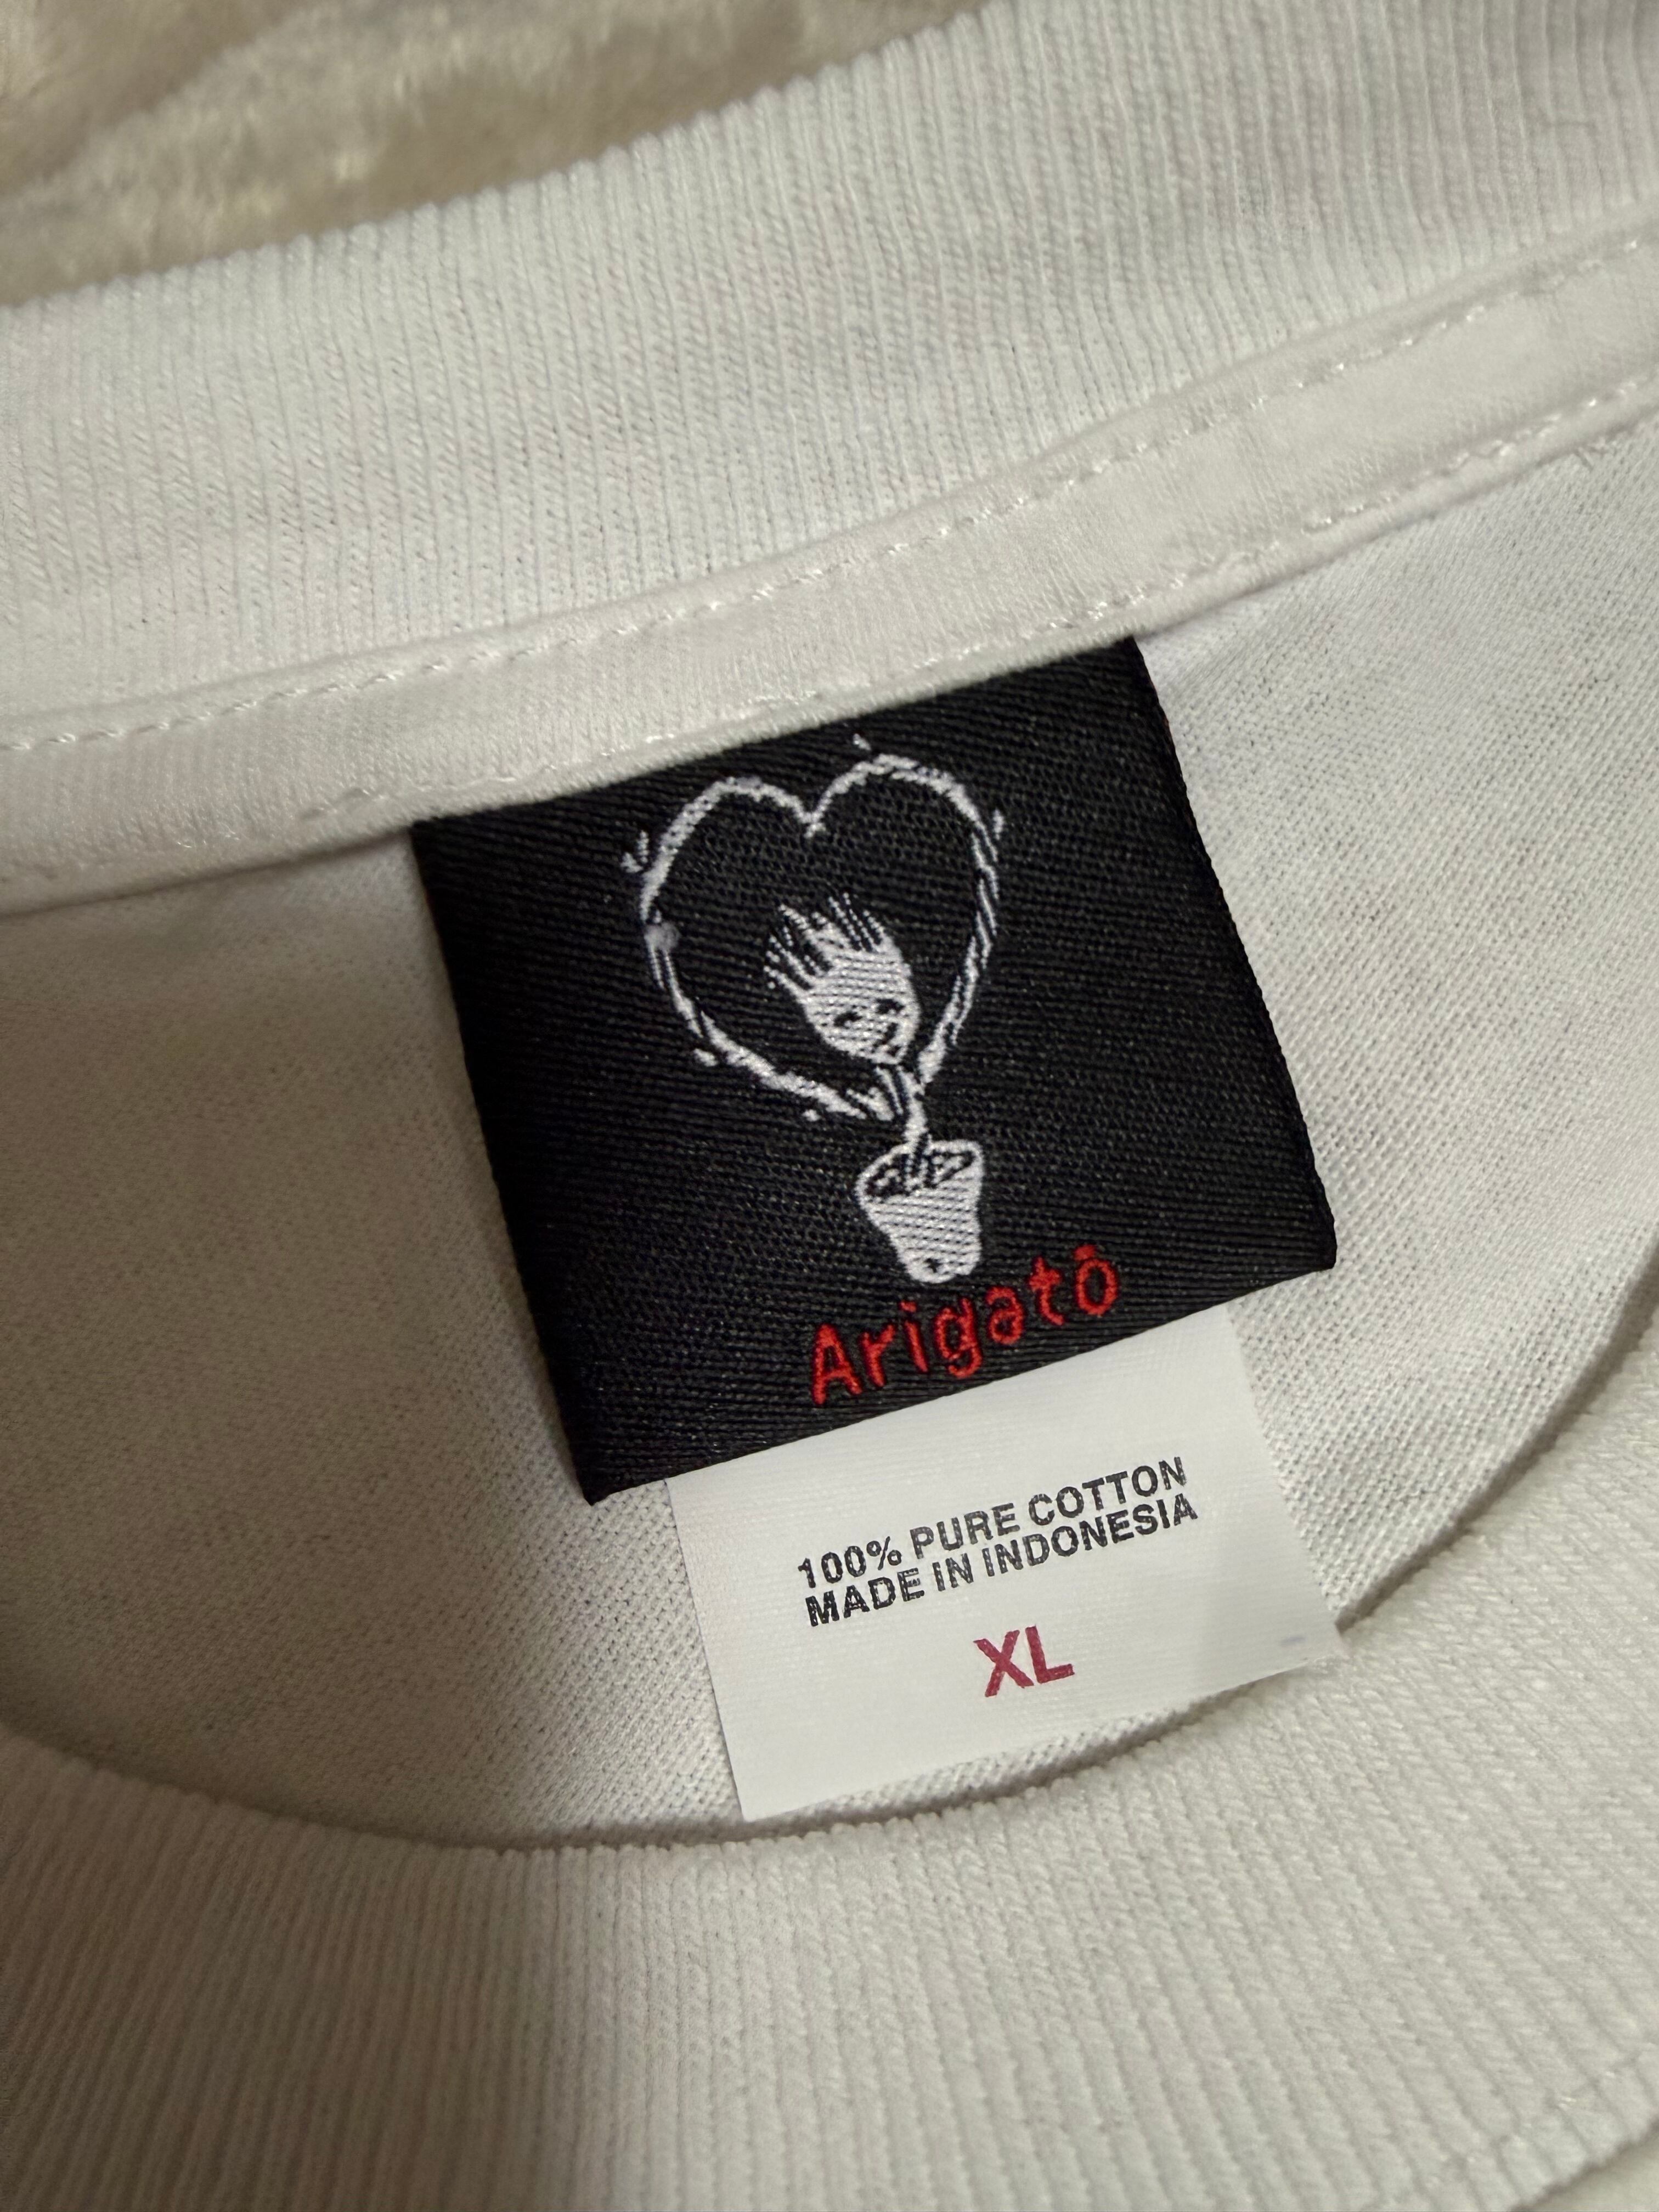 Arigatō
100% PURE COTTON
MADE IN INDONESIA
XL